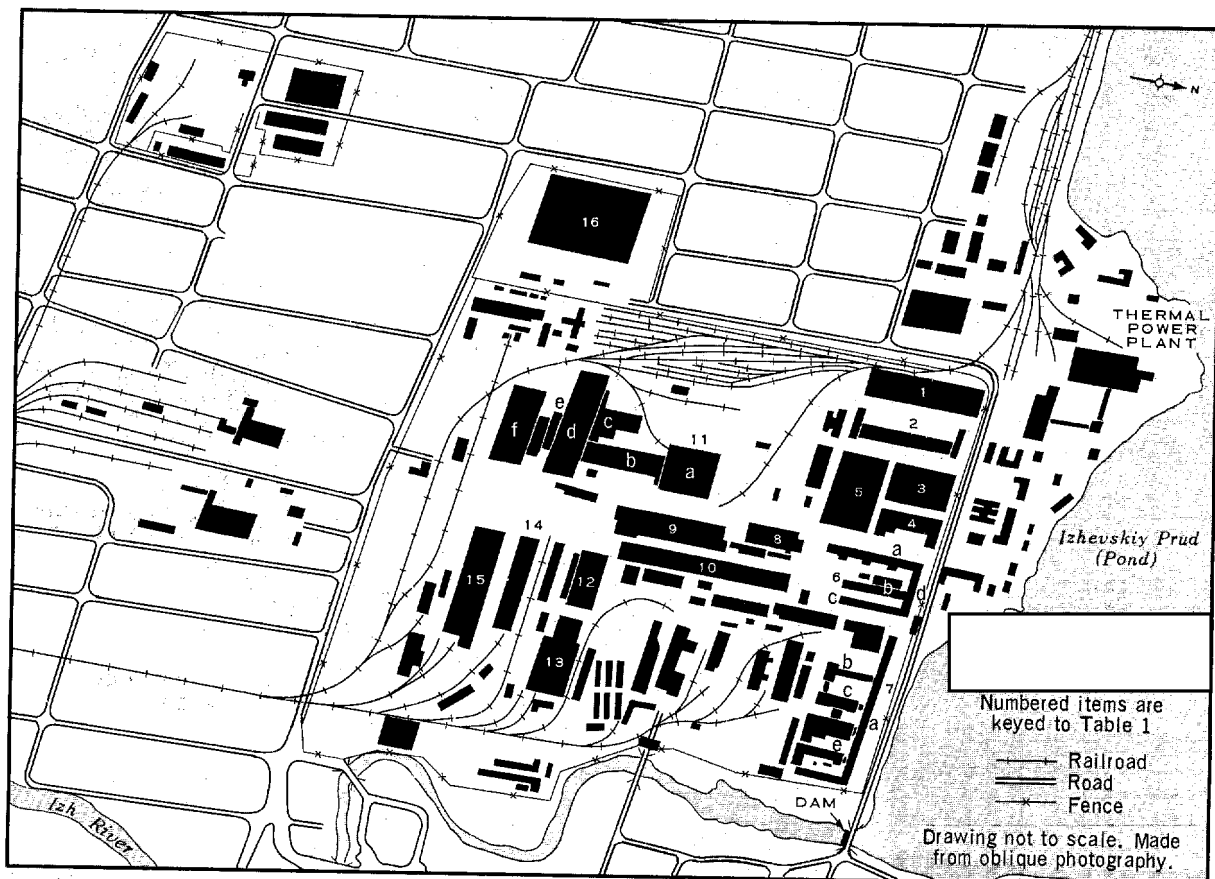 N
16
THERMAL
POWER
PLANT
1
e
c
2
f
d
11
b
a
5
3
4
14
9
8
a
Izhevskiy Prud
(Pond)
10
6
b
15
12
c
d
13
b
7
c
a
e
Numbered items are
keyed to Table 1
Railroad
Road
Fence
DAM
Izh River
Drawing not to scale. Made
from oblique photography.